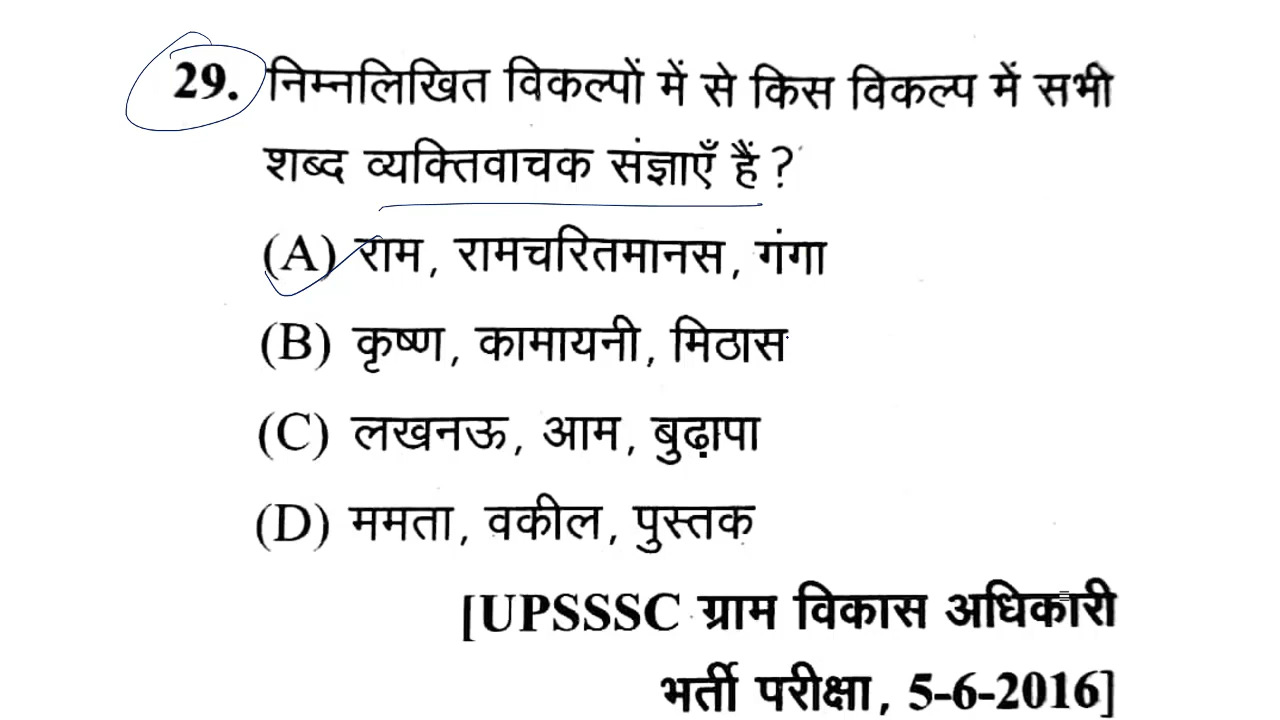 29. निम्नलिखित विकल्पों में से किस विकल्प में सभी
शब्द व्यक्तिवाचक संज्ञाएँ हैं ?
(A) राम, रामचरितमानस, गंगा
(B) कृष्ण, कामायनी, मिठास
(C) लखनऊ, आम, बुढ़ापा
(D) ममता, वकील, पुस्तक
[UPSSSC ग्राम विकास अधिकारी
भर्ती परीक्षा, 5-6-2016]